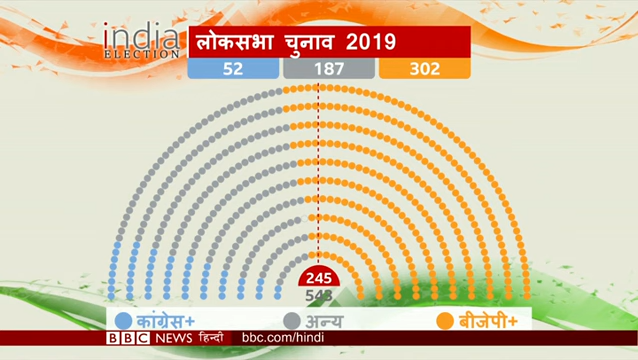 india
ELECTION
लोकसभा चुनाव 2019
52 187 302
245
543
कांग्रेस+ अन्य बीजेपी+
BBC NEWS हिन्दी bbc.com/hindi